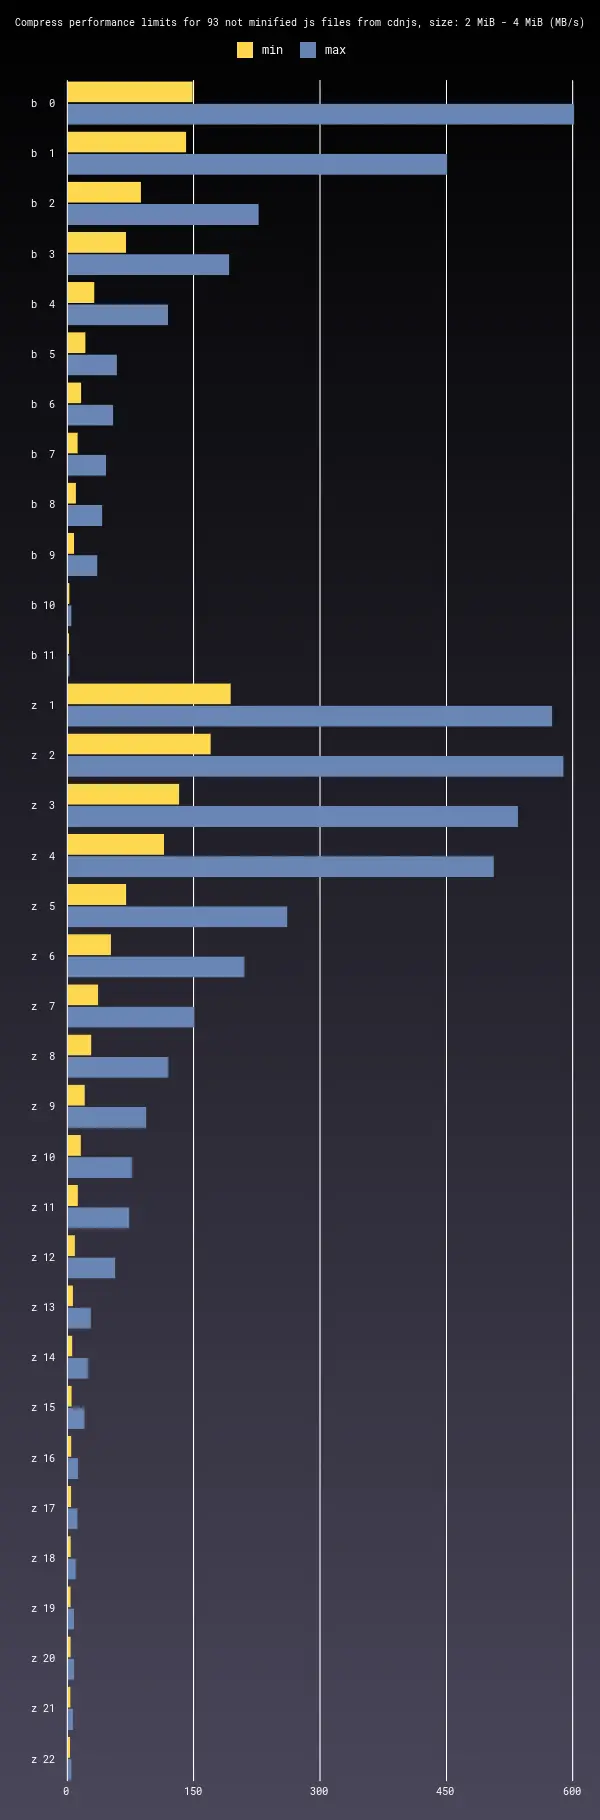 Compress performance limits for 93 not minified js files from cdnjs, size: 2 MiB - 4 MiB (MB/s)
min max
b 0
b 1
b 2
b 3
b 4
b 5
b 6
b 7
b 8
b 9
b 10
b 11
z 1
z 2
z 3
z 4
z 5
z 6
z 7
z 8
z 9
z 10
z 11
z 12
z 13
z 14
z 15
z 16
z 17
z 18
z 19
z 20
z 21
z 22
0 150 300 450 600